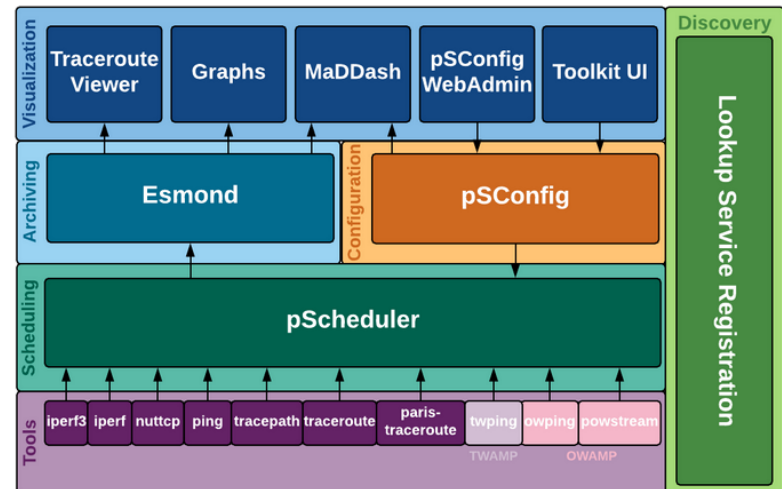 Discovery
Visualization
Traceroute
Viewer
Graphs
MaDDash
pSConfig
WebAdmin
Toolkit UI
Lookup Service Registration
Archiving
Esmond
Configuration
pSConfig
Scheduling
pScheduler
Tools
iperf3
iperf
nuttcp
ping
tracepath
traceroute
paris-
traceroute
twping
owping
powstream
TWAMP
OWAMP